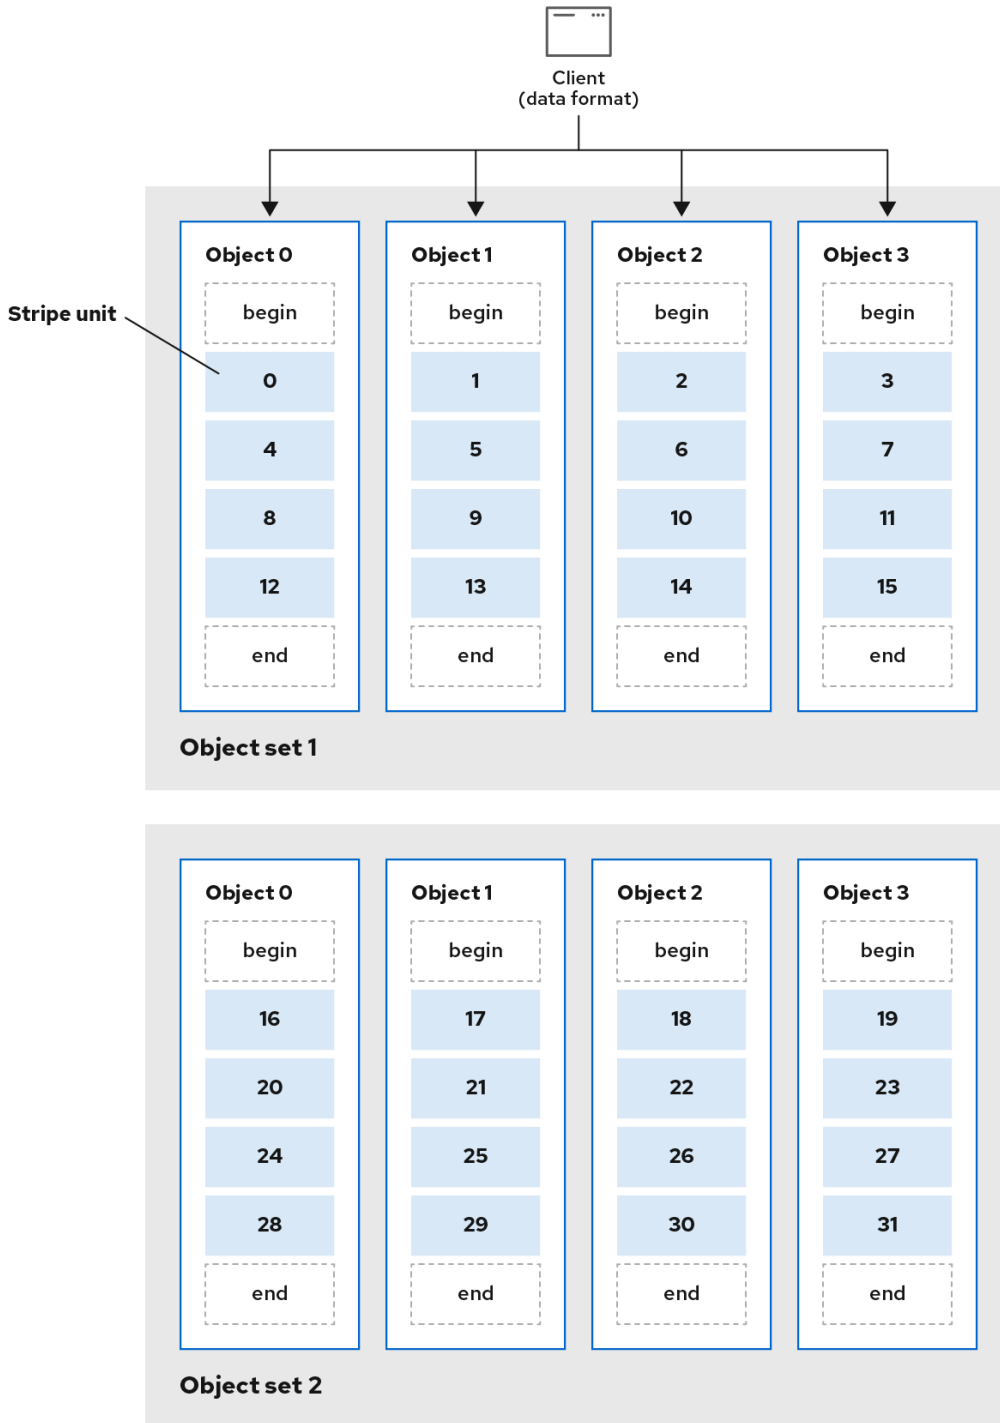 Client
(data format)
Object 0 Object 1 Object 2 Object 3
begin begin begin begin
Stripe unit
0 1 2 3
4 5 6 7
8 9 10 11
12 13 14 15
end end end end
Object set 1
Object 0 Object 1 Object 2 Object 3
begin begin begin begin
16 17 18 19
20 21 22 23
24 25 26 27
28 29 30 31
end end end end
Object set 2